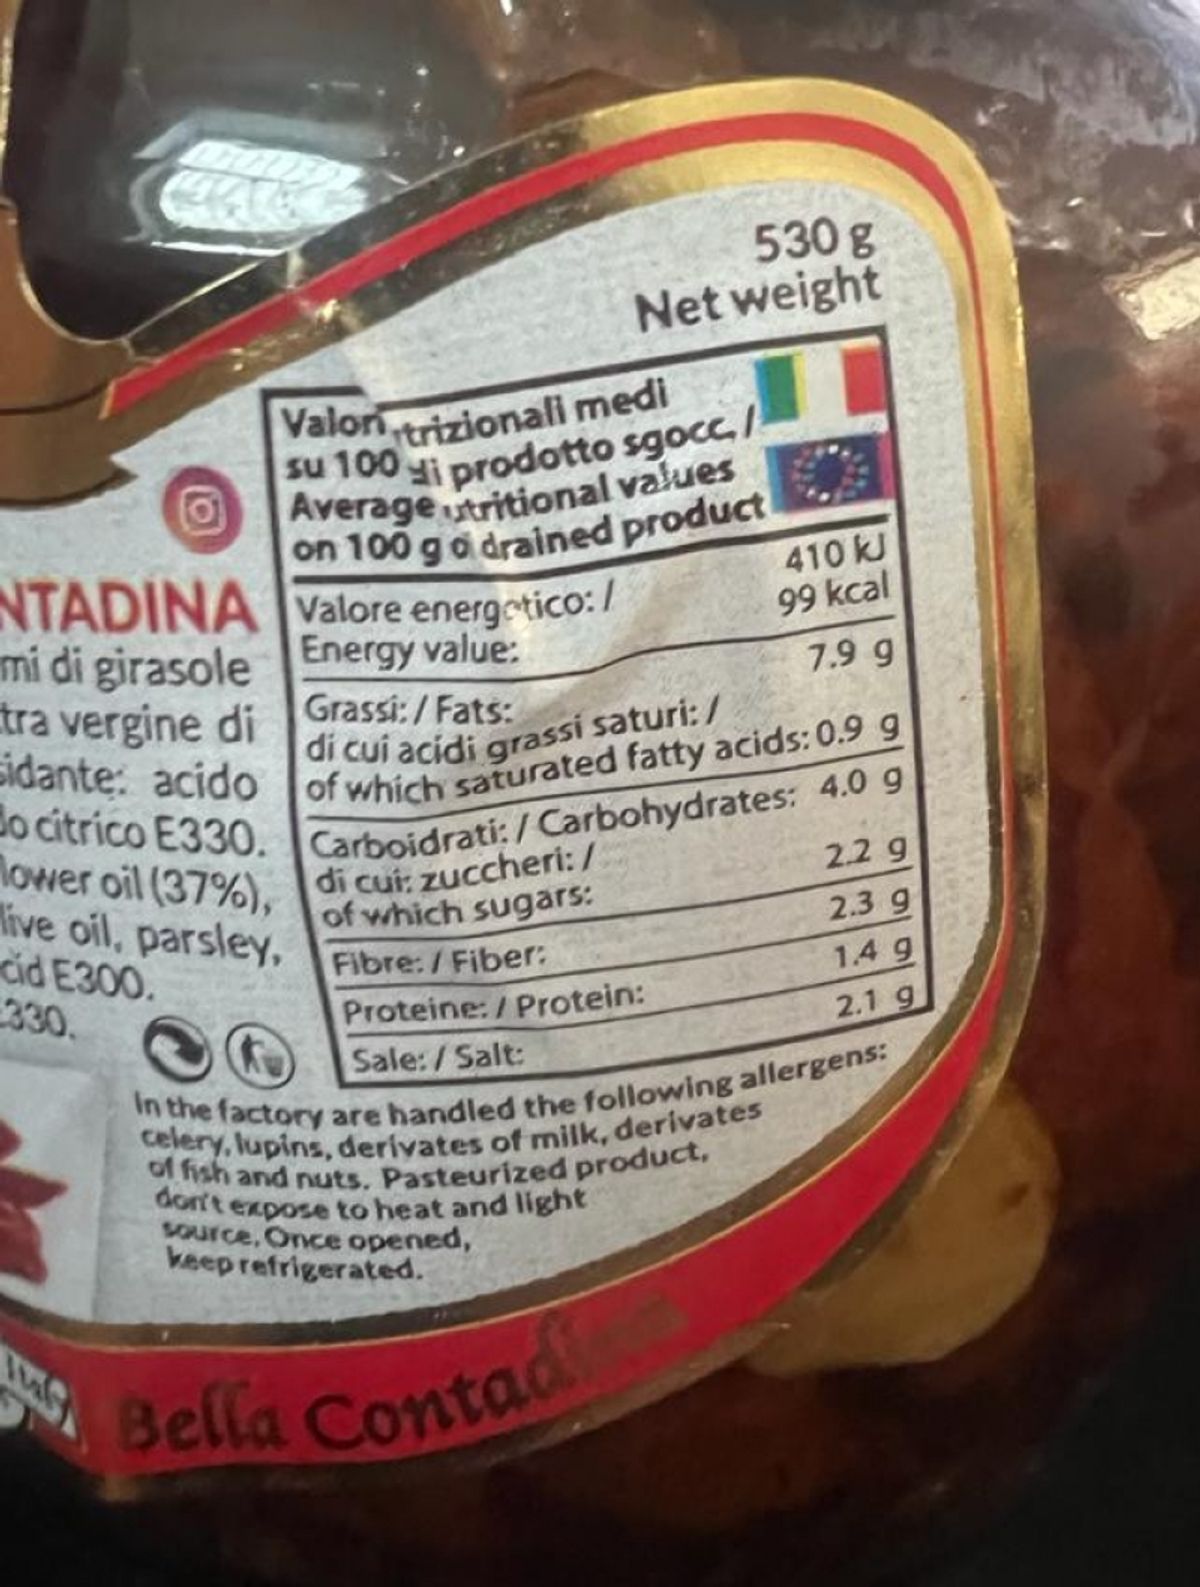 530 g
Net weight
Valori trizionali medi
su 100 di prodotto sgocc. /
Average utritional values
on 100 g o drained product
Valore energetico: / 410 kJ
Energy value: 99 kcal
Grassi: / Fats: 7.9 g
di cui acidi grassi saturi: /
of which saturated fatty acids: 0.9 g
Carboidrati: / Carbohydrates: 4.0 g
di cui: zuccheri: /
of which sugars: 2.2 g
Fibre: / Fiber: 2.3 g
Proteine: / Protein: 1.4 g
Sale: / Salt: 2.1 g
NTADINA
mi di girasole
tra vergine di
sidante: acido
do citrico E330.
lower oil (37%),
live oil, parsley,
cid E300.
E330.
In the factory are handled the following allergens:
celery, lupins, derivates of milk, derivates
of fish and nuts. Pasteurized product,
don't expose to heat and light
source. Once opened,
keep refrigerated.
Italy
Bella Contad